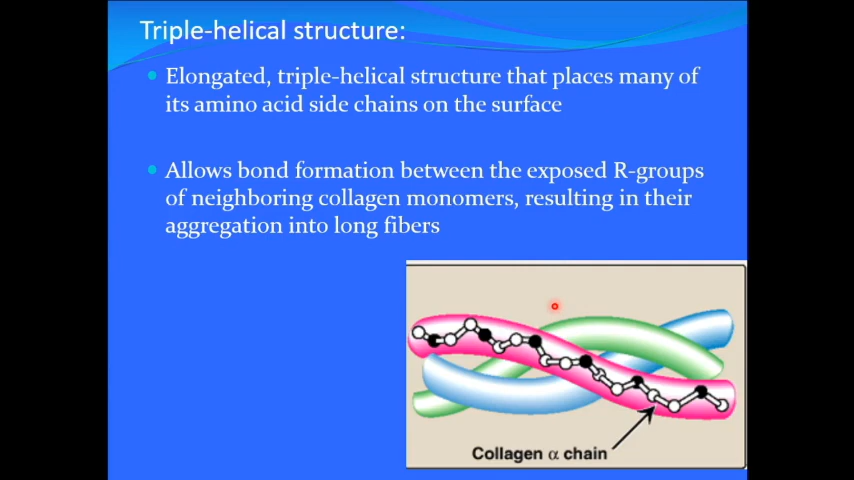 Triple-helical structure:
Elongated, triple-helical structure that places many of
its amino acid side chains on the surface
Allows bond formation between the exposed R-groups
of neighboring collagen monomers, resulting in their
aggregation into long fibers
Collagen α chain